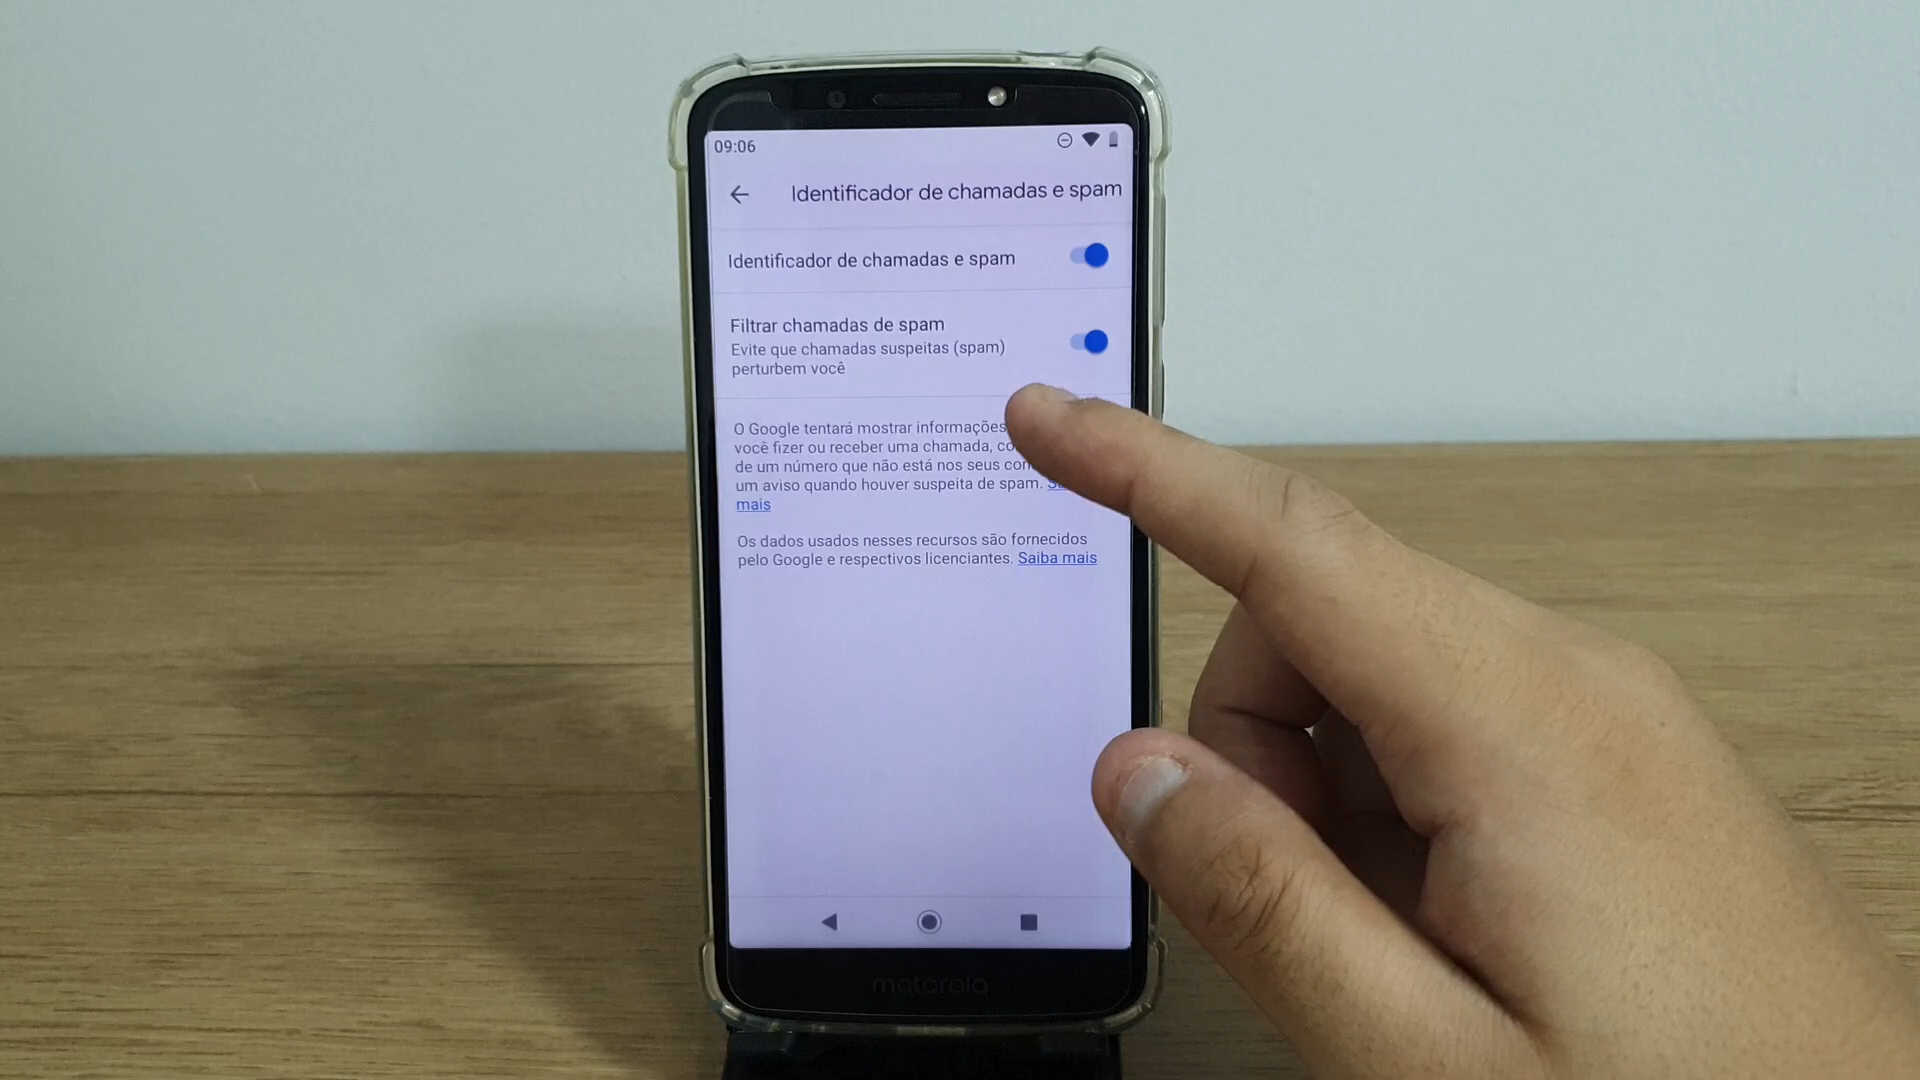 09:06
Identificador de chamadas e spam
Identificador de chamadas e spam
Filtrar chamadas de spam
Evite que chamadas suspeitas (spam)
perturbem você
O Google tentará mostrar informações
você fizer ou receber uma chamada,
de um número que não está nos seus
um aviso quando houver suspeita de spam.
mais
Os dados usados nesses recursos são fornecidos
pelo Google e respectivos licenciantes. Saiba mais
motorola